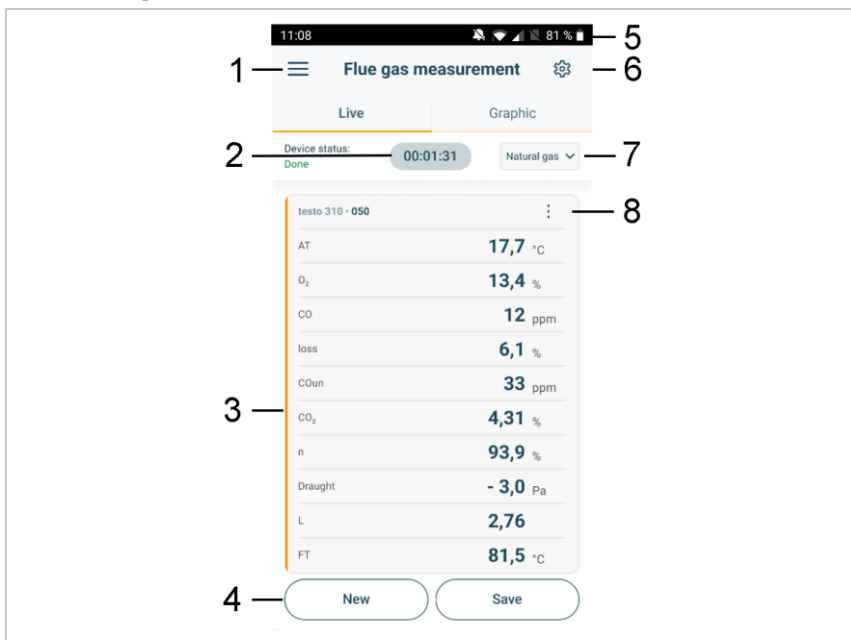 11:08 81 % 5
1 Flue gas measurement 6
Live Graphic
Device status:
Done
2 00:01:31 Natural gas 7
testo 310 · 050 8
AT 17,7 °C
O₂ 13,4 %
CO 12 ppm
loss 6,1 %
COun 33 ppm
3 CO₂ 4,31 %
n 93,9 %
Draught - 3,0 Pa
L 2,76
FT 81,5 °C
4 New Save